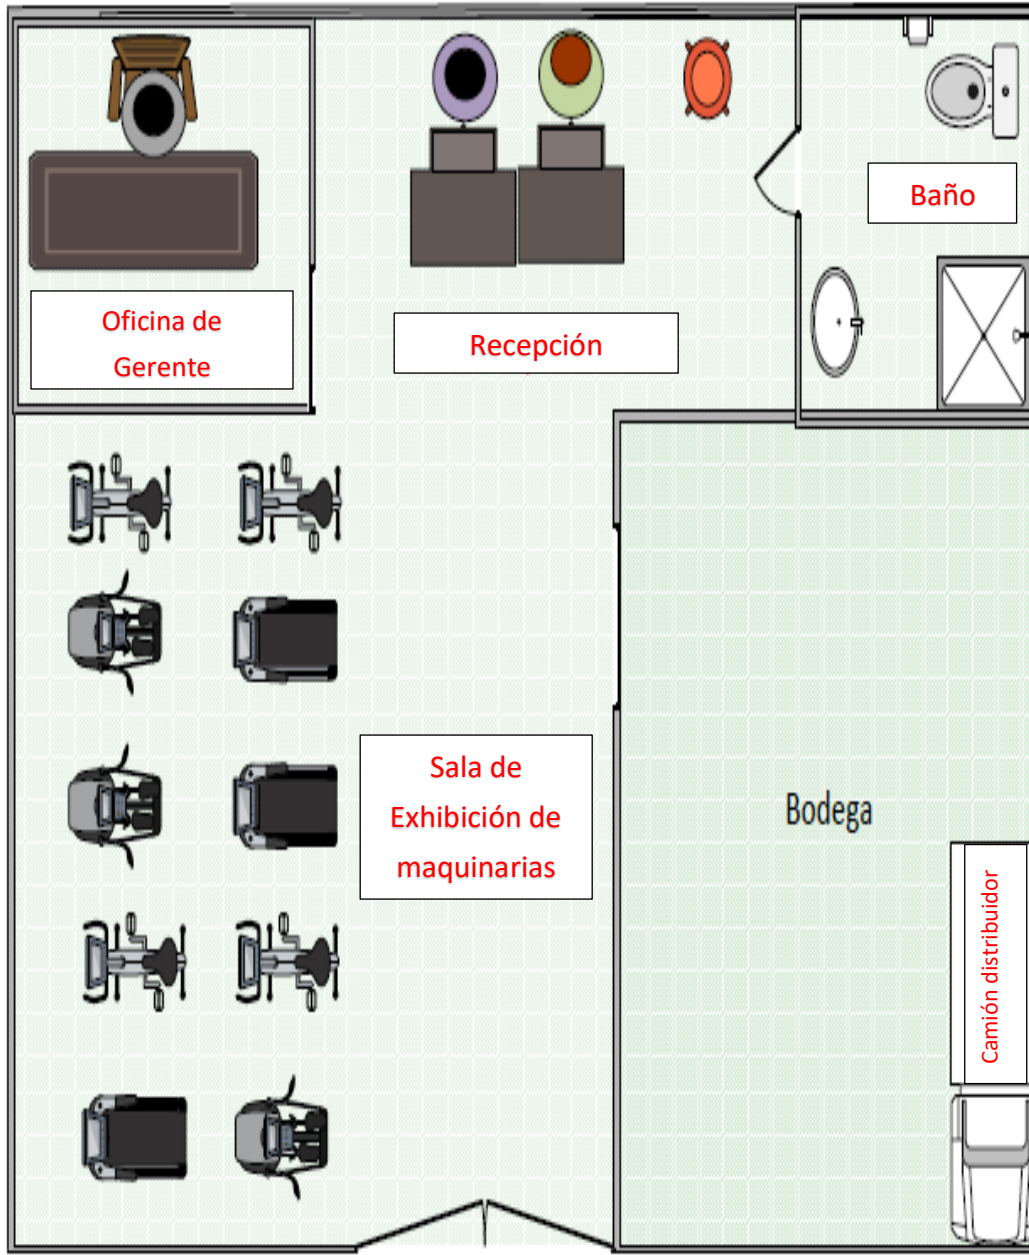 Baño
Oficina de
Gerente
Recepción
Sala de
Exhibición de
maquinarias
Bodega
Camión distribuidor